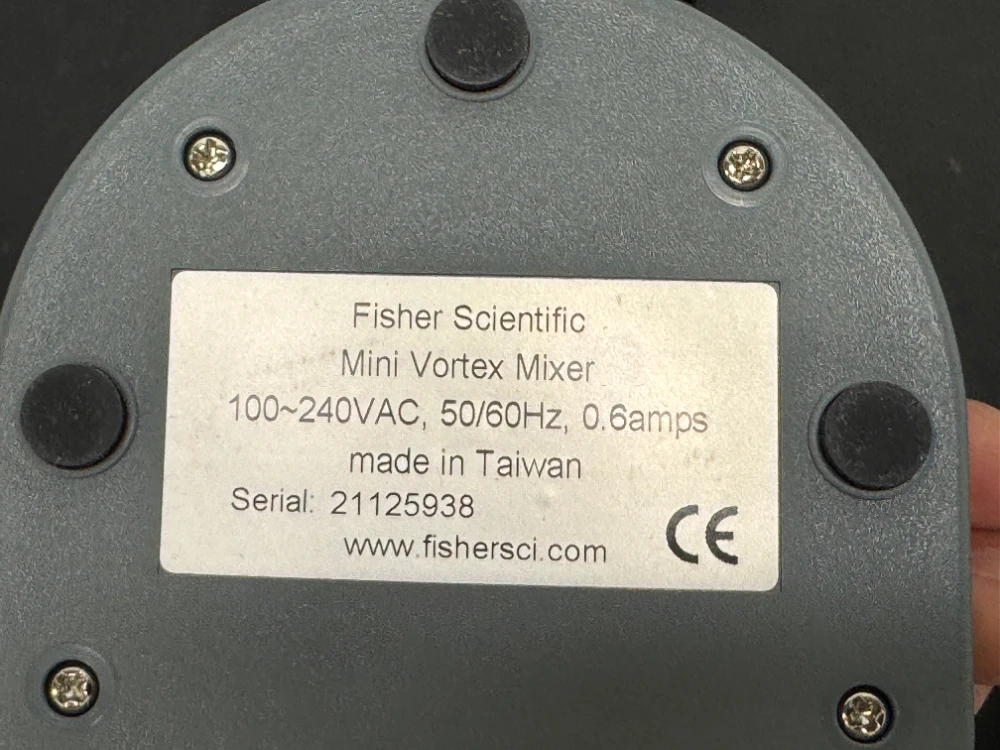 Fisher Scientific
Mini Vortex Mixer
100~240VAC, 50/60Hz, 0.6amps
made in Taiwan
Serial: 21125938
www.fishersci.com
CE